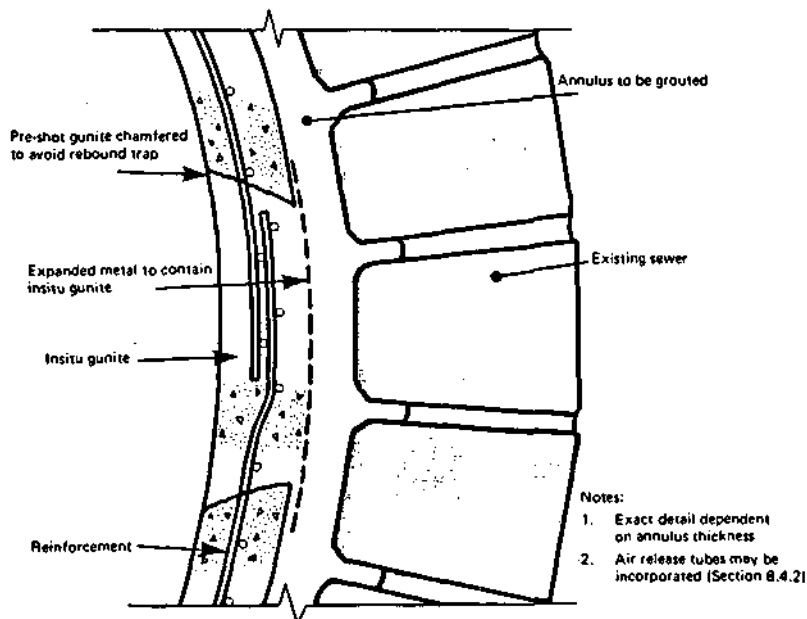 Annulus to be grouted
Pre-shot gunite chamfered
to avoid rebound trap
Expanded metal to contain
insitu gunite
Existing sewer
Insitu gunite
Reinforcement
Notes:
1. Exact detail dependent
on annulus thickness
2. Air release tubes may be
incorporated (Section 8.4.2)